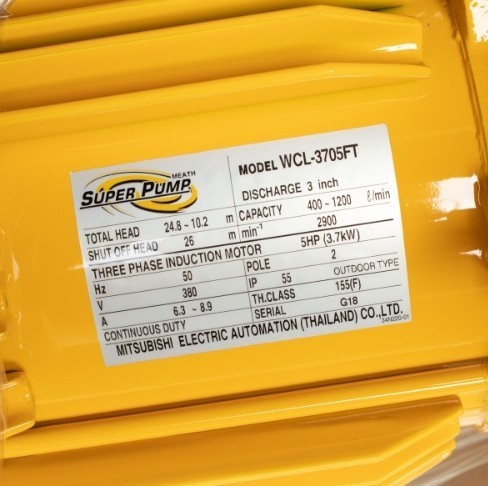 MEATH
SUPER PUMP
MODEL WCL-3705FT
DISCHARGE 3 inch
TOTAL HEAD 24.8 ~ 10.2 m CAPACITY 400 ~ 1200 ℓ/min
SHUT OFF HEAD 26 m min⁻¹ 2900
THREE PHASE INDUCTION MOTOR 5HP (3.7kW)
Hz 50 POLE 2
V 380 IP 55 OUTDOOR TYPE
A 6.3 ~ 8.9 TH.CLASS 155(F)
CONTINUOUS DUTY SERIAL G18
MITSUBISHI ELECTRIC AUTOMATION (THAILAND) CO.,LTD.